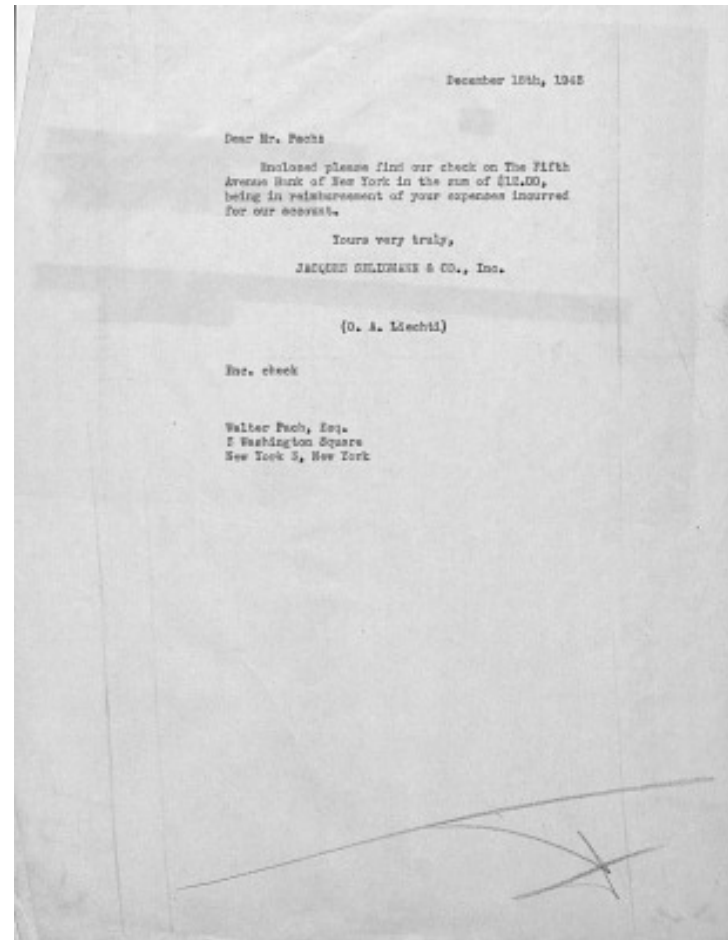 December 18th, 1945
Dear Mr. Pach:
Enclosed please find our check on The Fifth
Avenue Bank of New York in the sum of $12.00,
being in reimbursement of your expenses incurred
for our account.
Yours very truly,
JACQUES SELIGMANN & CO., Inc.
(O. A. Liechti)
Enc. check
Walter Pach, Esq.
Washington Square
New York 3, New York